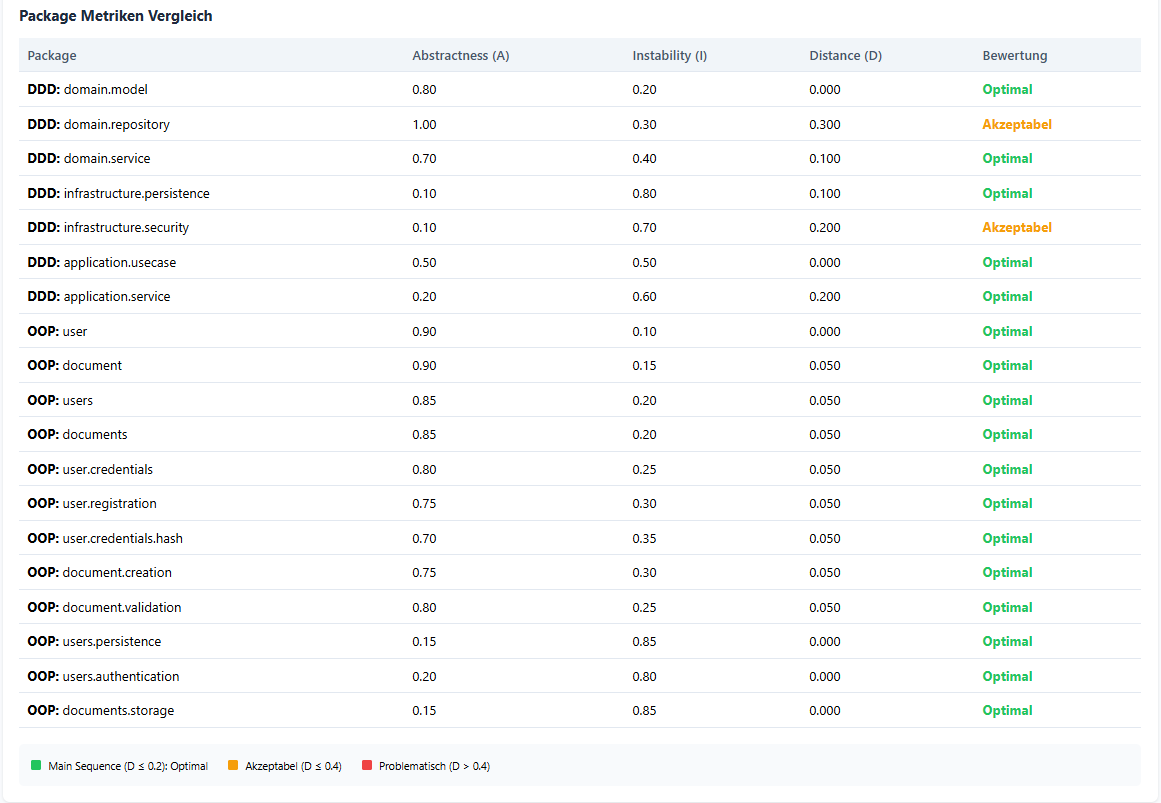 Package Metriken Vergleich
Package Abstractness (A) Instability (I) Distance (D) Bewertung
DDD: domain.model 0.80 0.20 0.000 Optimal
DDD: domain.repository 1.00 0.30 0.300 Akzeptabel
DDD: domain.service 0.70 0.40 0.100 Optimal
DDD: infrastructure.persistence 0.10 0.80 0.100 Optimal
DDD: infrastructure.security 0.10 0.70 0.200 Akzeptabel
DDD: application.usecase 0.50 0.50 0.000 Optimal
DDD: application.service 0.20 0.60 0.200 Optimal
OOP: user 0.90 0.10 0.000 Optimal
OOP: document 0.90 0.15 0.050 Optimal
OOP: users 0.85 0.20 0.050 Optimal
OOP: documents 0.85 0.20 0.050 Optimal
OOP: user.credentials 0.80 0.25 0.050 Optimal
OOP: user.registration 0.75 0.30 0.050 Optimal
OOP: user.credentials.hash 0.70 0.35 0.050 Optimal
OOP: document.creation 0.75 0.30 0.050 Optimal
OOP: document.validation 0.80 0.25 0.050 Optimal
OOP: users.persistence 0.15 0.85 0.000 Optimal
OOP: users.authentication 0.20 0.80 0.000 Optimal
OOP: documents.storage 0.15 0.85 0.000 Optimal
Main Sequence (D ≤ 0.2): Optimal Akzeptabel (D ≤ 0.4) Problematisch (D > 0.4)